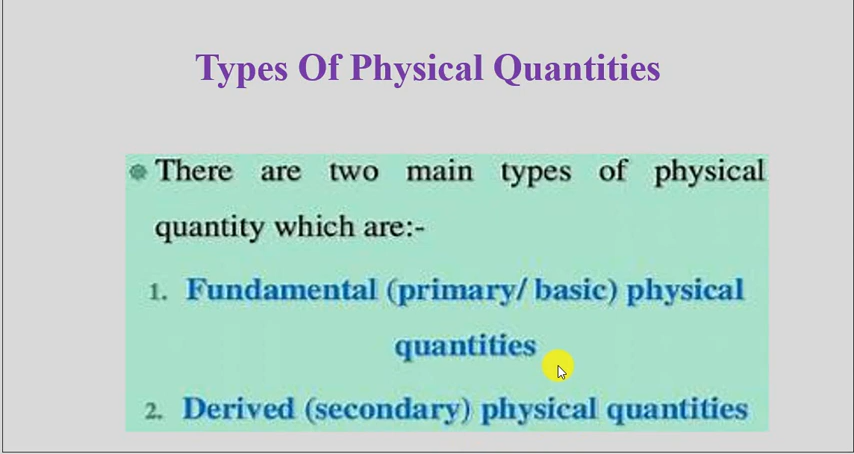 Types Of Physical Quantities
There are two main types of physical
quantity which are:-
1. Fundamental (primary/ basic) physical
quantities
2. Derived (secondary) physical quantities